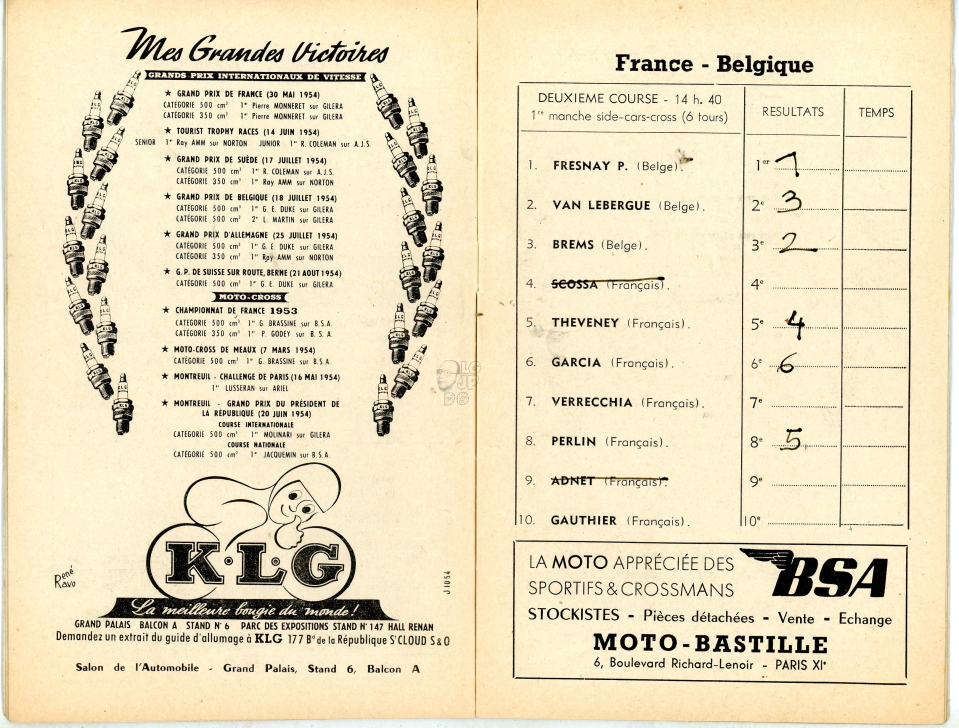 Mes Grandes Victoires
GRANDS PRIX INTERNATIONAUX DE VITESSE
★ GRAND PRIX DE FRANCE (30 MAI 1954)
CATÉGORIE 500 cm³ 1er Pierre MONNERET sur GILERA
CATÉGORIE 350 cm³ 1er Pierre MONNERET sur GILERA
★ TOURIST TROPHY RACES (14 JUIN 1954)
SENIOR 1er Ray AMM sur NORTON JUNIOR 1er R. COLEMAN sur A.J.S.
★ GRAND PRIX DE SUÈDE (17 JUILLET 1954)
CATÉGORIE 500 cm³ 1er R. COLEMAN sur A.J.S.
CATÉGORIE 350 cm³ 1er Ray AMM sur NORTON
★ GRAND PRIX DE BELGIQUE (18 JUILLET 1954)
CATÉGORIE 500 cm³ 1er G. E. DUKE sur GILERA
CATÉGORIE 500 cm³ 2e L. MARTIN sur GILERA
★ GRAND PRIX D'ALLEMAGNE (25 JUILLET 1954)
CATÉGORIE 500 cm³ 1er G. E. DUKE sur GILERA
CATÉGORIE 350 cm³ 1er Ray AMM sur NORTON
★ G.P. DE SUISSE SUR ROUTE, BERNE (21 AOUT 1954)
CATÉGORIE 500 cm³ 1er G. E. DUKE sur GILERA
MOTO-CROSS
★ CHAMPIONNAT DE FRANCE 1953
CATÉGORIE 500 cm³ 1er G. BRASSINE sur B.S.A.
CATÉGORIE 350 cm³ 1er P. GODEY sur B.S.A.
★ MOTO-CROSS DE MEAUX (7 MARS 1954)
CATÉGORIE 500 cm³ 1er G. BRASSINE sur B.S.A.
★ MONTREUIL - CHALLENGE DE PARIS (16 MAI 1954)
1er LUSSERAN sur ARIEL
★ MONTREUIL - GRAND PRIX DU PRÉSIDENT DE
LA RÉPUBLIQUE (20 JUIN 1954)
COURSE INTERNATIONALE
CATÉGORIE 500 cm³ 1er MOLINARI sur GILERA
COURSE NATIONALE
CATÉGORIE 500 cm³ 1er JACQUEMIN sur B.S.A.
K·L·G
René Ravo
J 1054
La meilleure bougie du monde!
GRAND PALAIS BALCON A STAND N° 6 PARC DES EXPOSITIONS STAND N° 147 HALL RENAN
Demandez un extrait du guide d'allumage à KLG 177 Bd de la République St CLOUD S & O
Salon de l'Automobile - Grand Palais, Stand 6, Balcon A
France - Belgique
DEUXIEME COURSE - 14 h. 40
1re manche side-cars-cross (6 tours)
RESULTATS
TEMPS
1. FRESNAY P. (Belge). 1er 7
2. VAN LEBERGUE (Belge). 2e 3
3. BREMS (Belge). 3e 2
4. SCOSSA (Français). 4e
5. THEVENEY (Français). 5e 4
6. GARCIA (Français). 6e 6
7. VERRECCHIA (Français). 7e
8. PERLIN (Français). 8e 5
9. ADNET (Français). 9e
10. GAUTHIER (Français). 10e
LA MOTO APPRÉCIÉE DES
SPORTIFS & CROSSMANS
BSA
STOCKISTES - Pièces détachées - Vente - Echange
MOTO-BASTILLE
6, Boulevard Richard-Lenoir - PARIS XIe